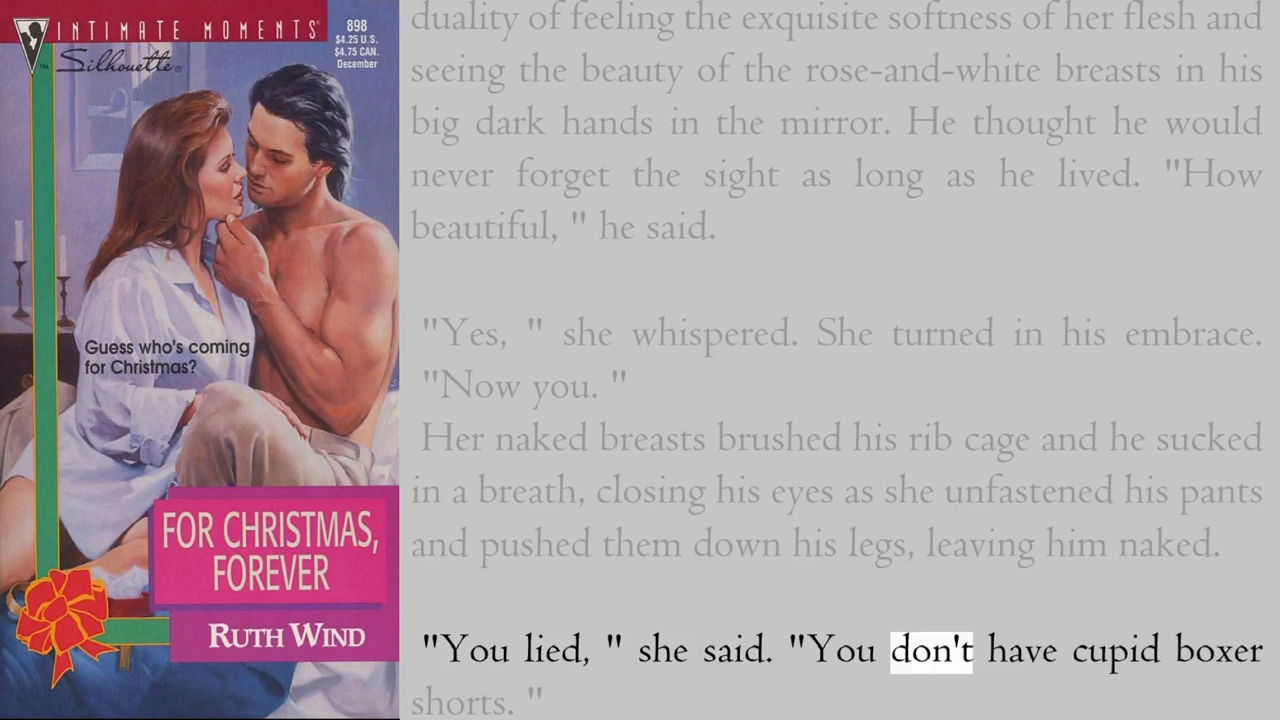 INTIMATE MOMENTS®
898
$4.25 U.S.
$4.75 CAN.
December
TM
Silhouette®
Guess who's coming
for Christmas?
FOR CHRISTMAS,
FOREVER
RUTH WIND
duality of feeling the exquisite softness of her flesh and
seeing the beauty of the rose-and-white breasts in his
big dark hands in the mirror. He thought he would
never forget the sight as long as he lived. "How
beautiful, " he said.
"Yes, " she whispered. She turned in his embrace.
"Now you. "
Her naked breasts brushed his rib cage and he sucked
in a breath, closing his eyes as she unfastened his pants
and pushed them down his legs, leaving him naked.
"You lied, " she said. "You don't have cupid boxer
shorts. "